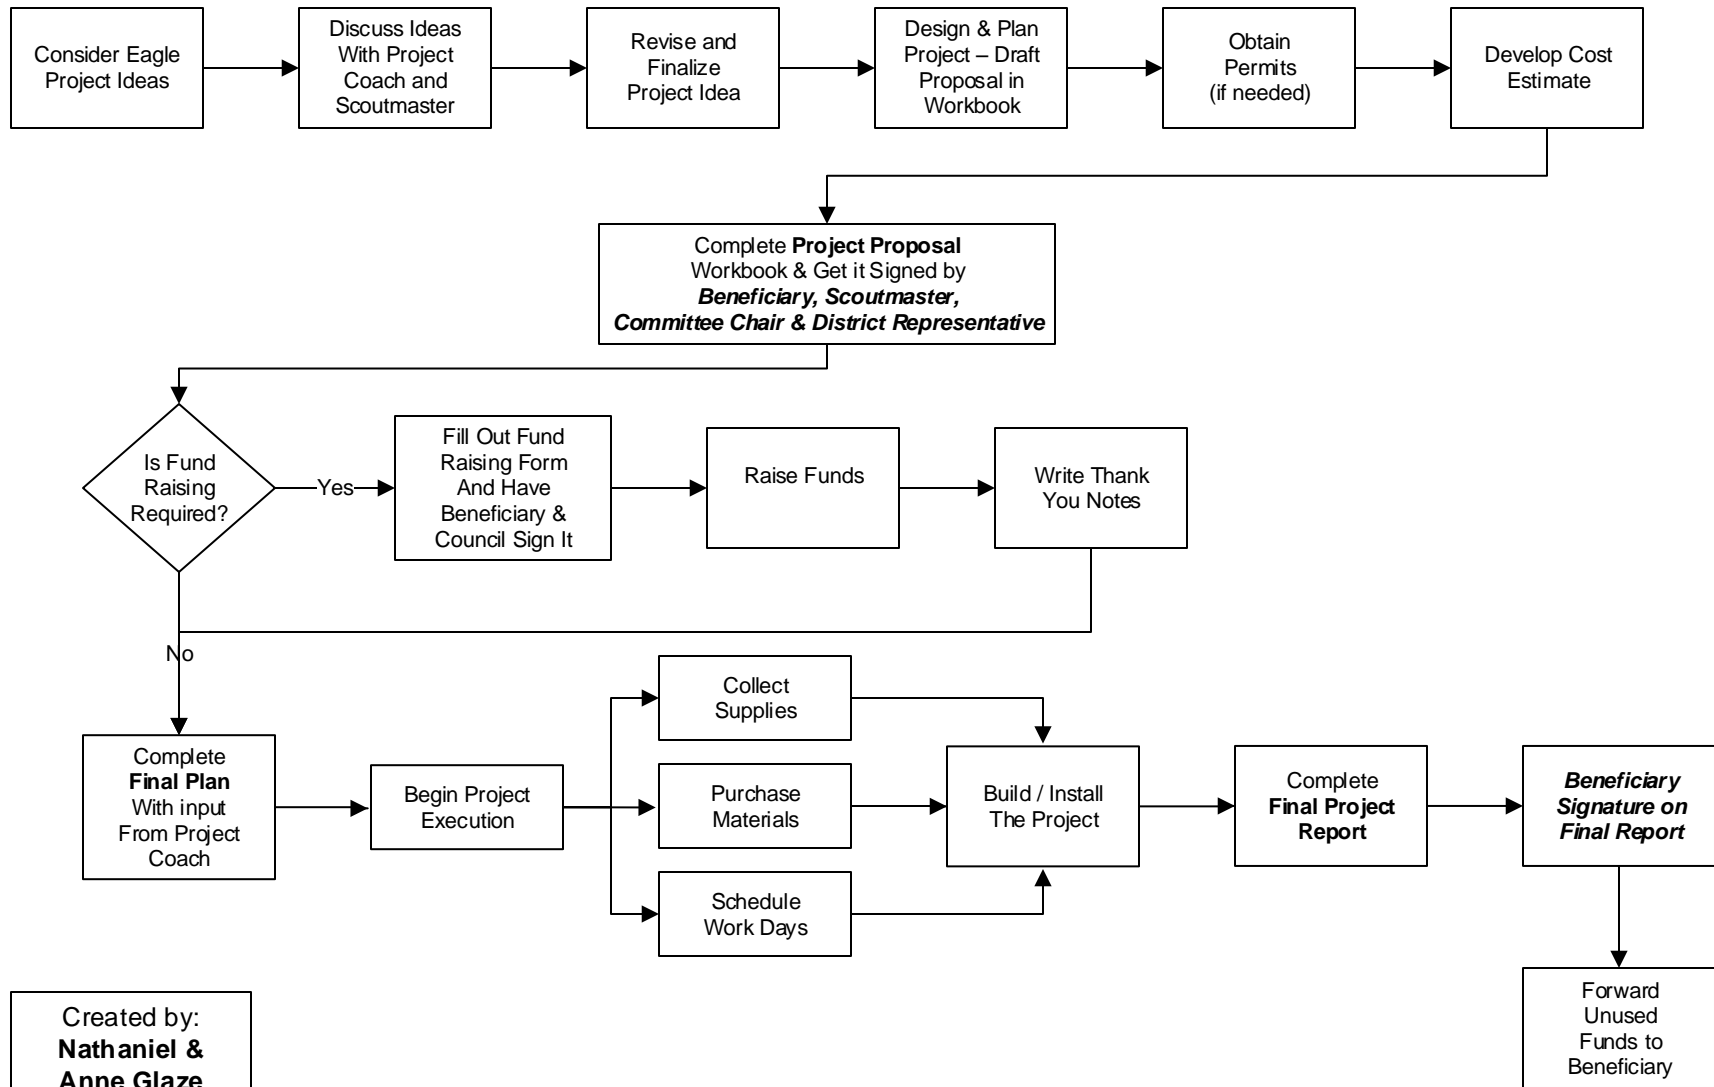 Consider Eagle
Project Ideas
Discuss Ideas
With Project
Coach and
Scoutmaster
Revise and
Finalize
Project Idea
Design & Plan
Project – Draft
Proposal in
Workbook
Obtain
Permits
(if needed)
Develop Cost
Estimate
Complete Project Proposal
Workbook & Get it Signed by
Beneficiary, Scoutmaster,
Committee Chair & District Representative
Is Fund
Raising
Required?
Yes
Fill Out Fund
Raising Form
And Have
Beneficiary &
Council Sign It
Raise Funds
Write Thank
You Notes
No
Complete
Final Plan
With input
From Project
Coach
Begin Project
Execution
Collect
Supplies
Purchase
Materials
Schedule
Work Days
Build / Install
The Project
Complete
Final Project
Report
Beneficiary
Signature on
Final Report
Forward
Unused
Funds to
Beneficiary
Created by:
Nathaniel &
Anne Glaze